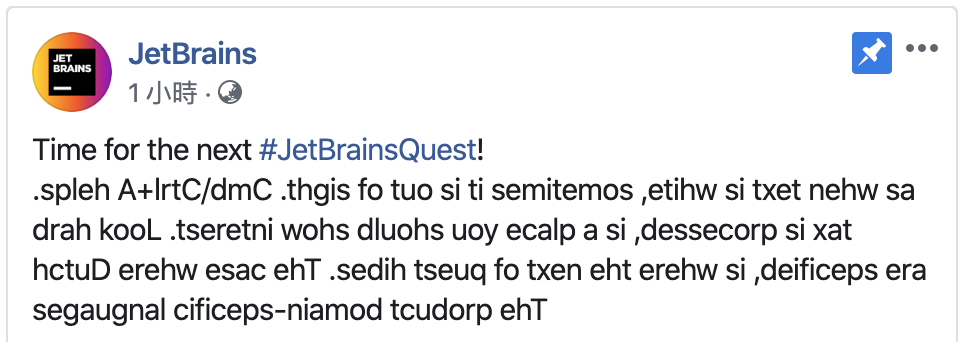 JET
BRAINS
JetBrains
1 小時 ·
Time for the next #JetBrainsQuest!
.spleh A+lrtC/dmC .thgis fo tuo si ti semitemos ,etihw si txet nehw sa
drah kooL .tseretni wohs dluohs uoy ecalp a si ,dessecorp si xat
hctuD erehw esac ehT .sedih tseuq fo txen eht erehw si ,deificeps era
segaugnal cificeps-niamod tcudorp ehT